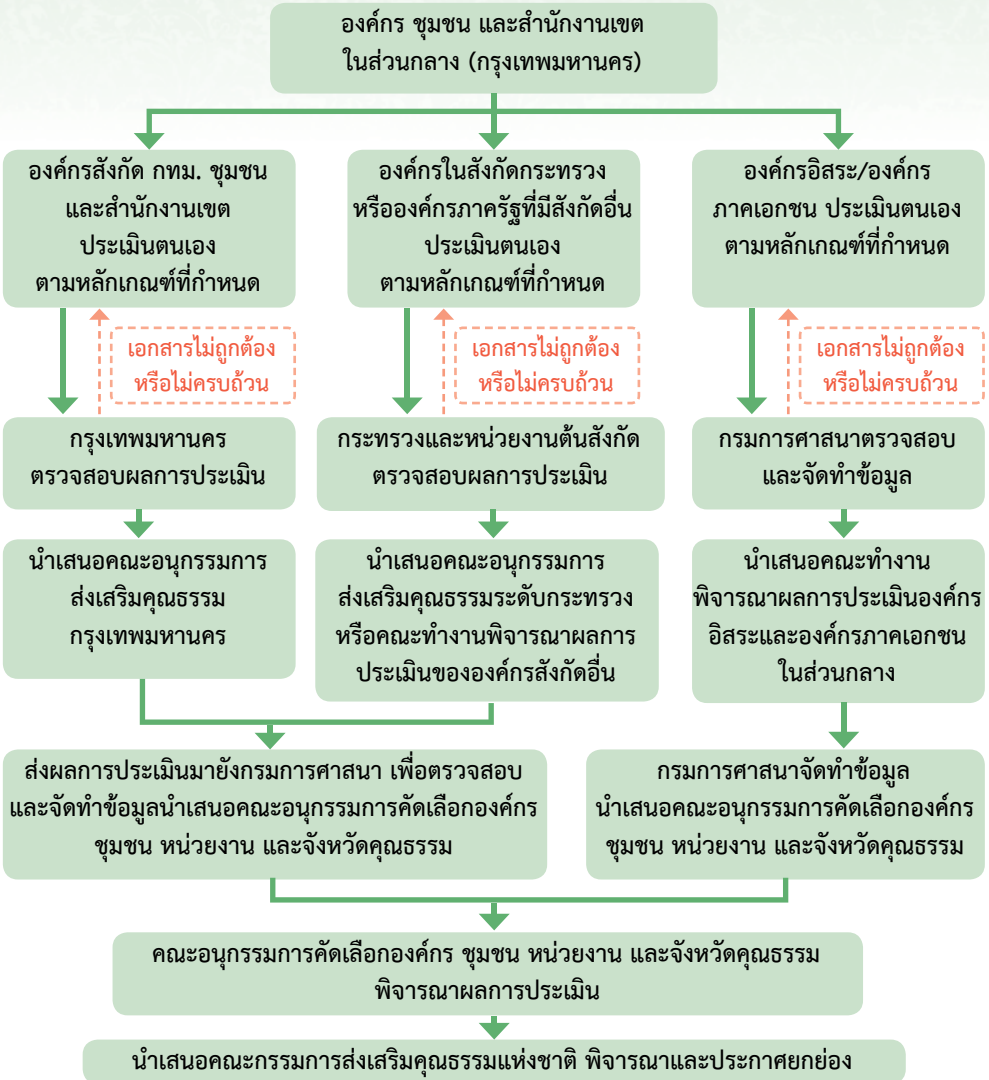 องค์กร ชุมชน และสำนักงานเขต
ในส่วนกลาง (กรุงเทพมหานคร)
องค์กรสังกัด กทม. ชุมชน
และสำนักงานเขต
ประเมินตนเอง
ตามหลักเกณฑ์ที่กำหนด
องค์กรในสังกัดกระทรวง
หรือองค์กรภาครัฐที่มีสังกัดอื่น
ประเมินตนเอง
ตามหลักเกณฑ์ที่กำหนด
องค์กรอิสระ/องค์กร
ภาคเอกชน ประเมินตนเอง
ตามหลักเกณฑ์ที่กำหนด
เอกสารไม่ถูกต้อง
หรือไม่ครบถ้วน
เอกสารไม่ถูกต้อง
หรือไม่ครบถ้วน
เอกสารไม่ถูกต้อง
หรือไม่ครบถ้วน
กรุงเทพมหานคร
ตรวจสอบผลการประเมิน
กระทรวงและหน่วยงานต้นสังกัด
ตรวจสอบผลการประเมิน
กรมการศาสนาตรวจสอบ
และจัดทำข้อมูล
นำเสนอคณะอนุกรรมการ
ส่งเสริมคุณธรรม
กรุงเทพมหานคร
นำเสนอคณะอนุกรรมการ
ส่งเสริมคุณธรรมระดับกระทรวง
หรือคณะทำงานพิจารณาผลการ
ประเมินขององค์กรสังกัดอื่น
นำเสนอคณะทำงาน
พิจารณาผลการประเมินองค์กร
อิสระและองค์กรภาคเอกชน
ในส่วนกลาง
ส่งผลการประเมินมายังกรมการศาสนา เพื่อตรวจสอบ
และจัดทำข้อมูลนำเสนอคณะอนุกรรมการคัดเลือกองค์กร
ชุมชน หน่วยงาน และจังหวัดคุณธรรม
กรมการศาสนาจัดทำข้อมูล
นำเสนอคณะอนุกรรมการคัดเลือกองค์กร
ชุมชน หน่วยงาน และจังหวัดคุณธรรม
คณะอนุกรรมการคัดเลือกองค์กร ชุมชน หน่วยงาน และจังหวัดคุณธรรม
พิจารณาผลการประเมิน
นำเสนอคณะกรรมการส่งเสริมคุณธรรมแห่งชาติ พิจารณาและประกาศยกย่อง